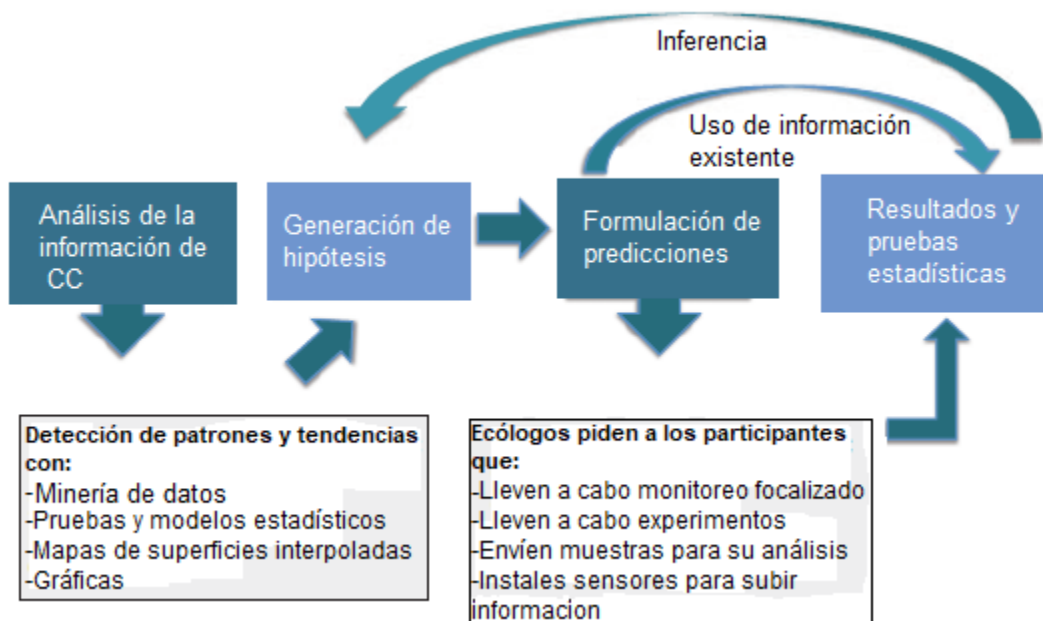 Inferencia
Uso de información
existente
Análisis de la
información de
CC
Generación de
hipótesis
Formulación de
predicciones
Resultados y
pruebas
estadísticas
Detección de patrones y tendencias
con:
-Minería de datos
-Pruebas y modelos estadísticos
-Mapas de superficies interpoladas
-Gráficas
Ecólogos piden a los participantes
que:
-Lleven a cabo monitoreo focalizado
-Lleven a cabo experimentos
-Envíen muestras para su análisis
-Instales sensores para subir
informacion